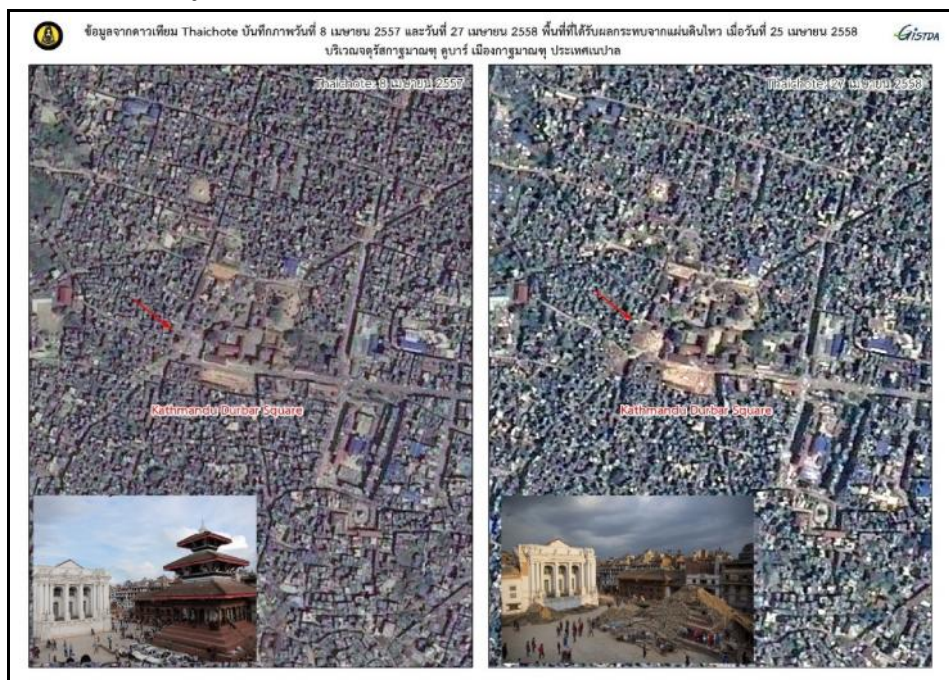 ข้อมูลจากดาวเทียม Thaichote บันทึกภาพวันที่ 8 เมษายน 2557 และวันที่ 27 เมษายน 2558 พื้นที่ที่ได้รับผลกระทบจากแผ่นดินไหว เมื่อวันที่ 25 เมษายน 2558
บริเวณจตุรัสกาฐมาณฑุ ดูบาร์ เมืองกาฐมาณฑุ ประเทศเนปาล
GISTDA
Thaichote: 8 เมษายน 2557
Thaichote: 27 เมษายน 2558
Kathmandu Durbar Square
Kathmandu Durbar Square